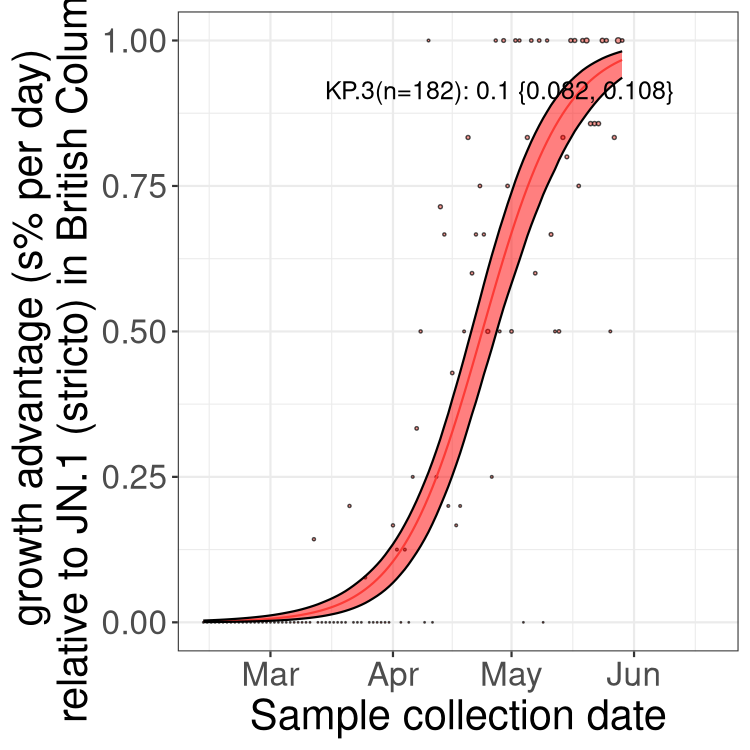 growth advantage (s% per day)
relative to JN.1 (stricto) in British Colum
1.00
0.75
0.50
0.25
0.00
KP.3(n=182): 0.1 {0.082, 0.108}
Mar Apr May Jun
Sample collection date